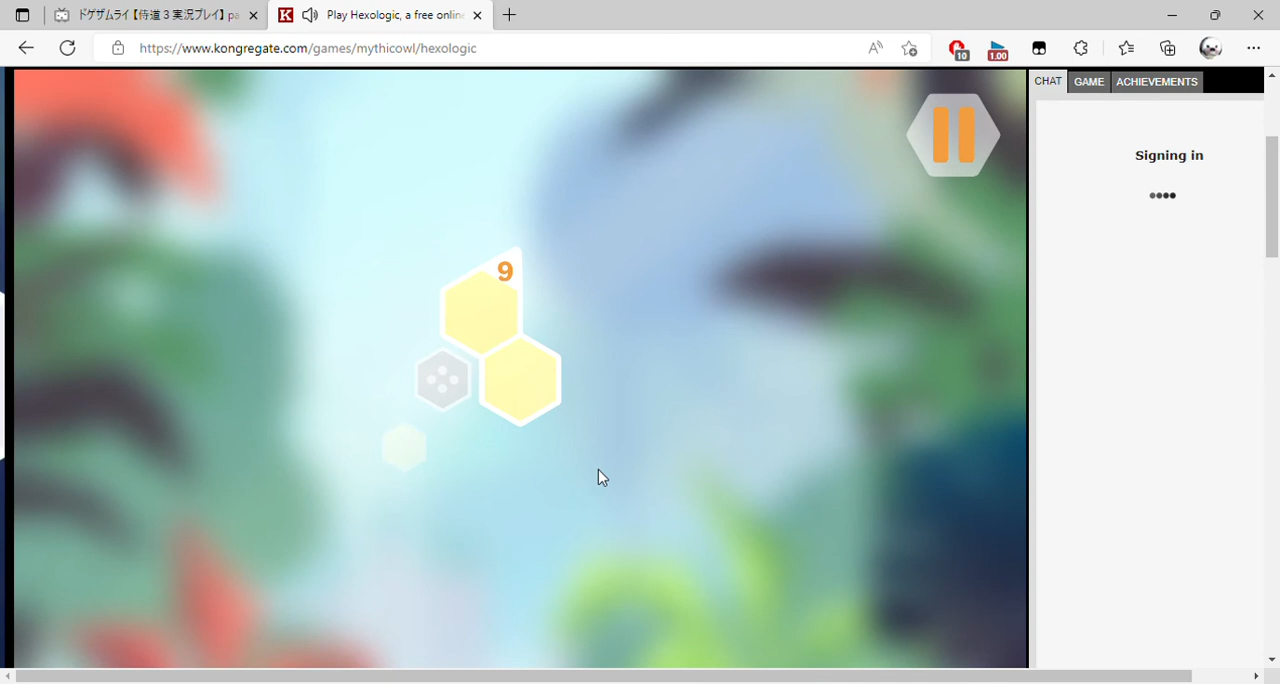 ドゲザムライ【侍道３実況プレイ】pa
Play Hexologic, a free online
https://www.kongregate.com/games/mythicowl/hexologic
10
1.00
CHAT GAME ACHIEVEMENTS
Signing in
9